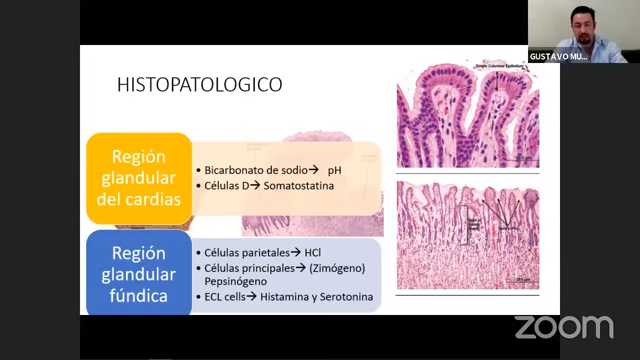 GUSTAVO MU...
HISTOPATOLOGICO
Simple Columnar Epithelium
Región
glandular
del cardias
• Bicarbonato de sodio→ pH
• Células D→ Somatostatina
Región
glandular
fúndica
• Células parietales→ HCl
• Células principales→ (Zimógeno)
Pepsinógeno
• ECL cells→ Histamina y Serotonina
zoom